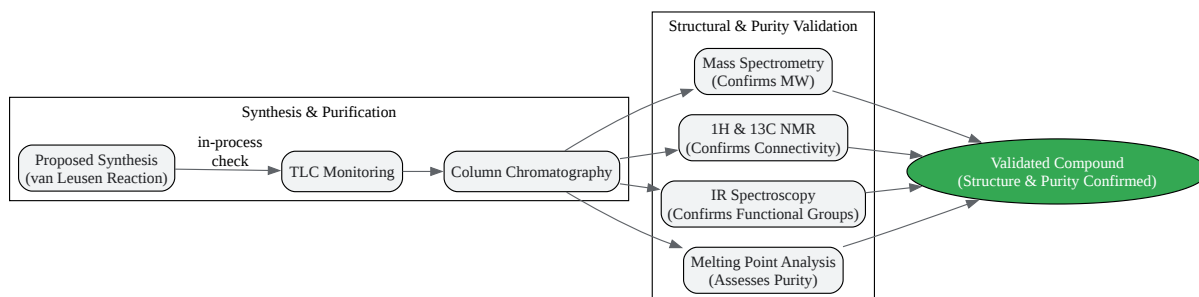 Structural & Purity Validation
Mass Spectrometry
(Confirms MW)
Synthesis & Purification
in-process
check
Proposed Synthesis
(van Leusen Reaction)
TLC Monitoring
Column Chromatography
1H & 13C NMR
(Confirms Connectivity)
IR Spectroscopy
(Confirms Functional Groups)
Melting Point Analysis
(Assesses Purity)
Validated Compound
(Structure & Purity Confirmed)